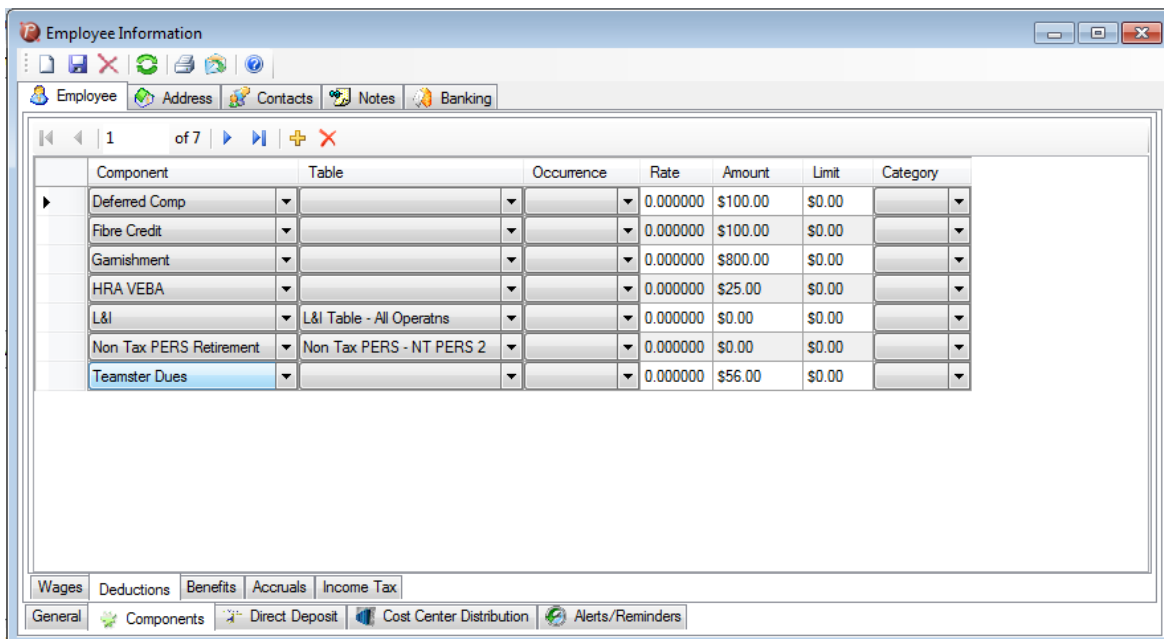 Employee Information
Employee Address Contacts Notes Banking
1 of 7
Component Table Occurrence Rate Amount Limit Category
Deferred Comp 0.000000 $100.00 $0.00
Fibre Credit 0.000000 $100.00 $0.00
Garnishment 0.000000 $800.00 $0.00
HRA VEBA 0.000000 $25.00 $0.00
L&I L&I Table - All Operatns 0.000000 $0.00 $0.00
Non Tax PERS Retirement Non Tax PERS - NT PERS 2 0.000000 $0.00 $0.00
Teamster Dues 0.000000 $56.00 $0.00
Wages Deductions Benefits Accruals Income Tax
General Components Direct Deposit Cost Center Distribution Alerts/Reminders